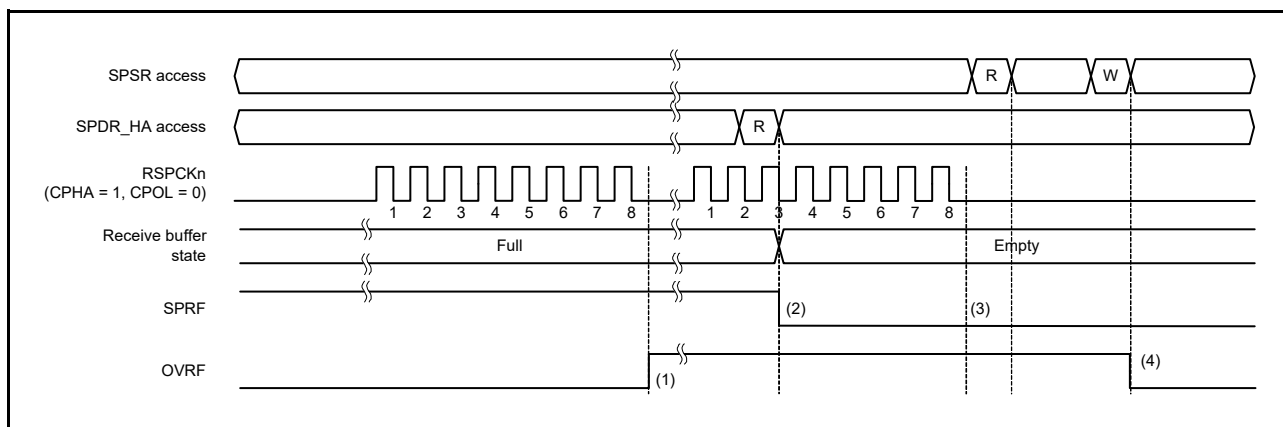 SPSR access
R
W
SPDR_HA access
R
RSPCKn
(CPHA = 1, CPOL = 0)
1 2 3 4 5 6 7 8 1 2 3 4 5 6 7 8
Receive buffer
state
Full
Empty
SPRF
(2)
(3)
OVRF
(1)
(4)